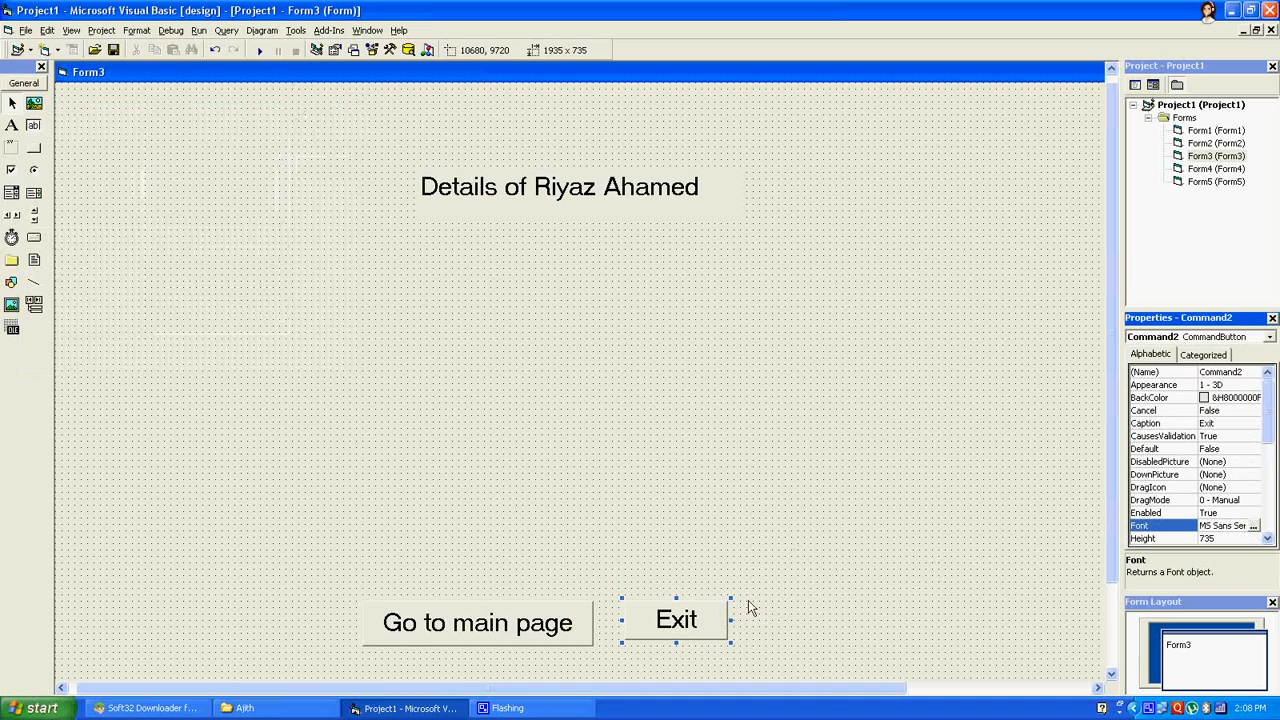 Project1 - Microsoft Visual Basic [design] - [Project1 - Form3 (Form)]
File Edit View Project Format Debug Run Query Diagram Tools Add-Ins Window Help
10680, 9720 1935 x 735
General
Form3
Project - Project1
Project1 (Project1)
Forms
Form1 (Form1)
Form2 (Form2)
Form3 (Form3)
Form4 (Form4)
Form5 (Form5)
Details of Riyaz Ahamed
Go to main page
Exit
Properties - Command2
Command2 CommandButton
Alphabetic Categorized
(Name) Command2
Appearance 1 - 3D
BackColor &H8000000F
Cancel False
Caption Exit
CausesValidation True
Default False
DisabledPicture (None)
DownPicture (None)
DragIcon (None)
DragMode 0 - Manual
Enabled True
Font MS Sans Ser ...
Height 735
Font
Returns a Font object.
Form Layout
Form3
start
Soft32 Downloader f...
Ajith
Project1 - Microsoft V...
Flashing
2:08 PM